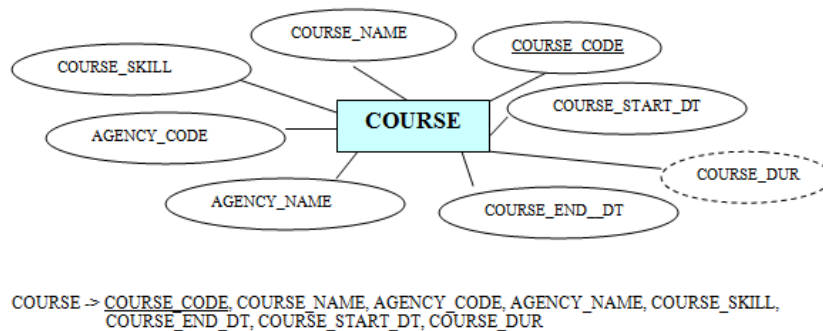 COURSE_NAME
COURSE_CODE
COURSE_SKILL
COURSE_START_DT
COURSE
AGENCY_CODE
COURSE_DUR
AGENCY_NAME
COURSE_END__DT
COURSE -> COURSE_CODE, COURSE_NAME, AGENCY_CODE, AGENCY_NAME, COURSE_SKILL,
COURSE_END_DT, COURSE_START_DT, COURSE_DUR